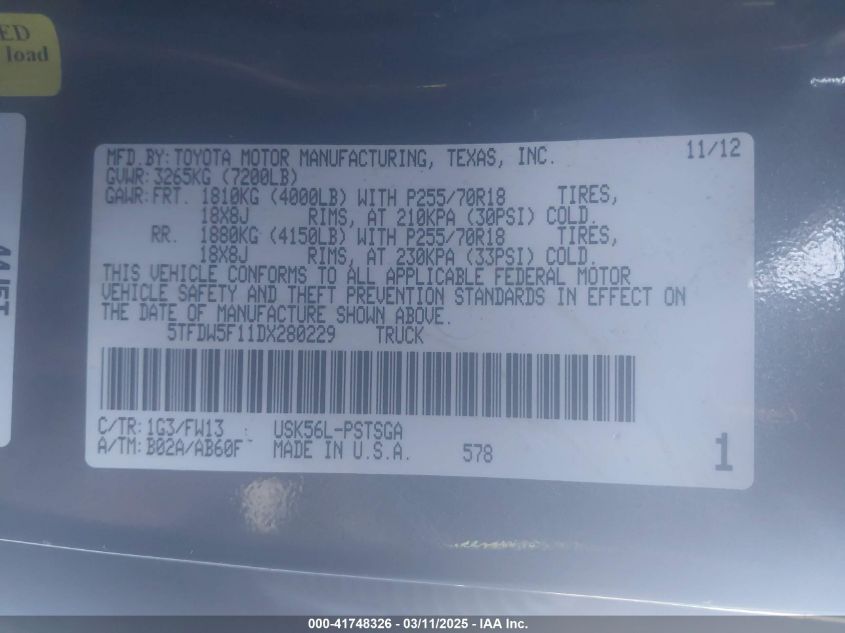 ED
load
MFD.BY: TOYOTA MOTOR MANUFACTURING, TEXAS, INC. 11/12
GVWR: 3265KG (7200LB)
GAWR: FRT. 1810KG (4000LB) WITH P255/70R18 TIRES,
18X8J RIMS, AT 210KPA (30PSI) COLD.
RR. 1880KG (4150LB) WITH P255/70R18 TIRES,
18X8J RIMS, AT 230KPA (33PSI) COLD.
THIS VEHICLE CONFORMS TO ALL APPLICABLE FEDERAL MOTOR
VEHICLE SAFETY AND THEFT PREVENTION STANDARDS IN EFFECT ON
THE DATE OF MANUFACTURE SHOWN ABOVE.
5TFDW5F11DX280229 TRUCK
C/TR: 1G3/FW13 USK56L-PSTSGA
A/TM: B02A/AB60F MADE IN U.S.A. 578 1
000-41748326 / 03/11/2025 - IAA Inc.